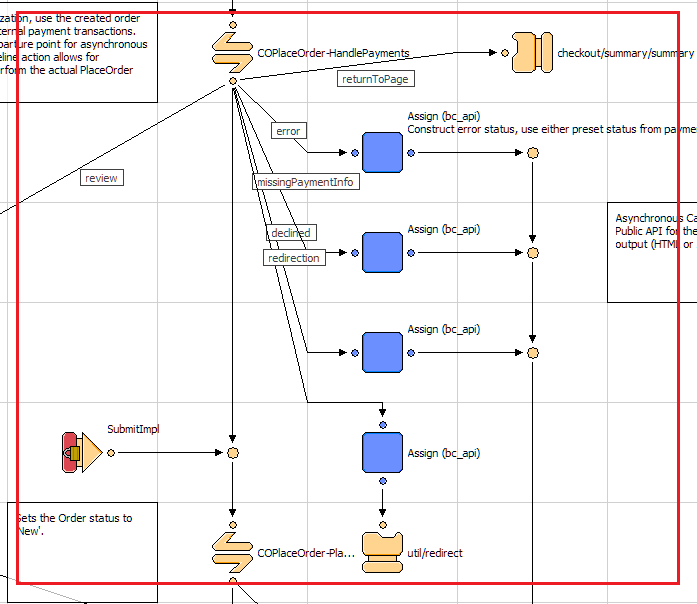 ization, use the created order
ternal payment transactions.
parture point for asynchronous
eline action allows for
rform the actual PlaceOrder
COPlaceOrder-HandlePayments
checkout/summary/summary
returnToPage
Assign (bc_api)
Construct error status, use either preset status from payme
error
review
missingPaymentInfo
Assign (bc_api)
declined
redirection
Asynchronous Ca
Public API for the
output (HTML or
Assign (bc_api)
SubmitImpl
Assign (bc_api)
Sets the Order status to
'New'.
COPlaceOrder-Pla...
util/redirect